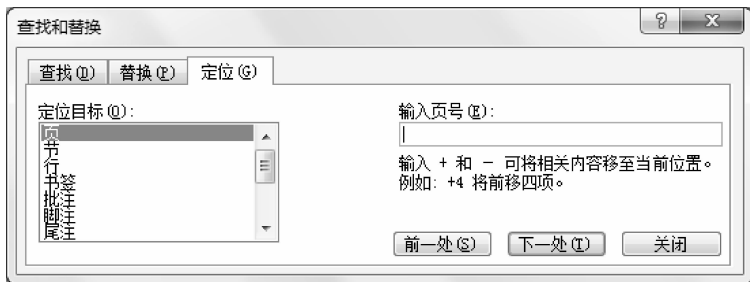 查找和替换
查找(D) 替换(P) 定位(G)
定位目标(O):
页
节
行
书签
批注
脚注
尾注
输入页号(E):
输入 + 和 - 可将相关内容移至当前位置。
例如: +4 将前移四项。
前一处(S) 下一处(T) 关闭